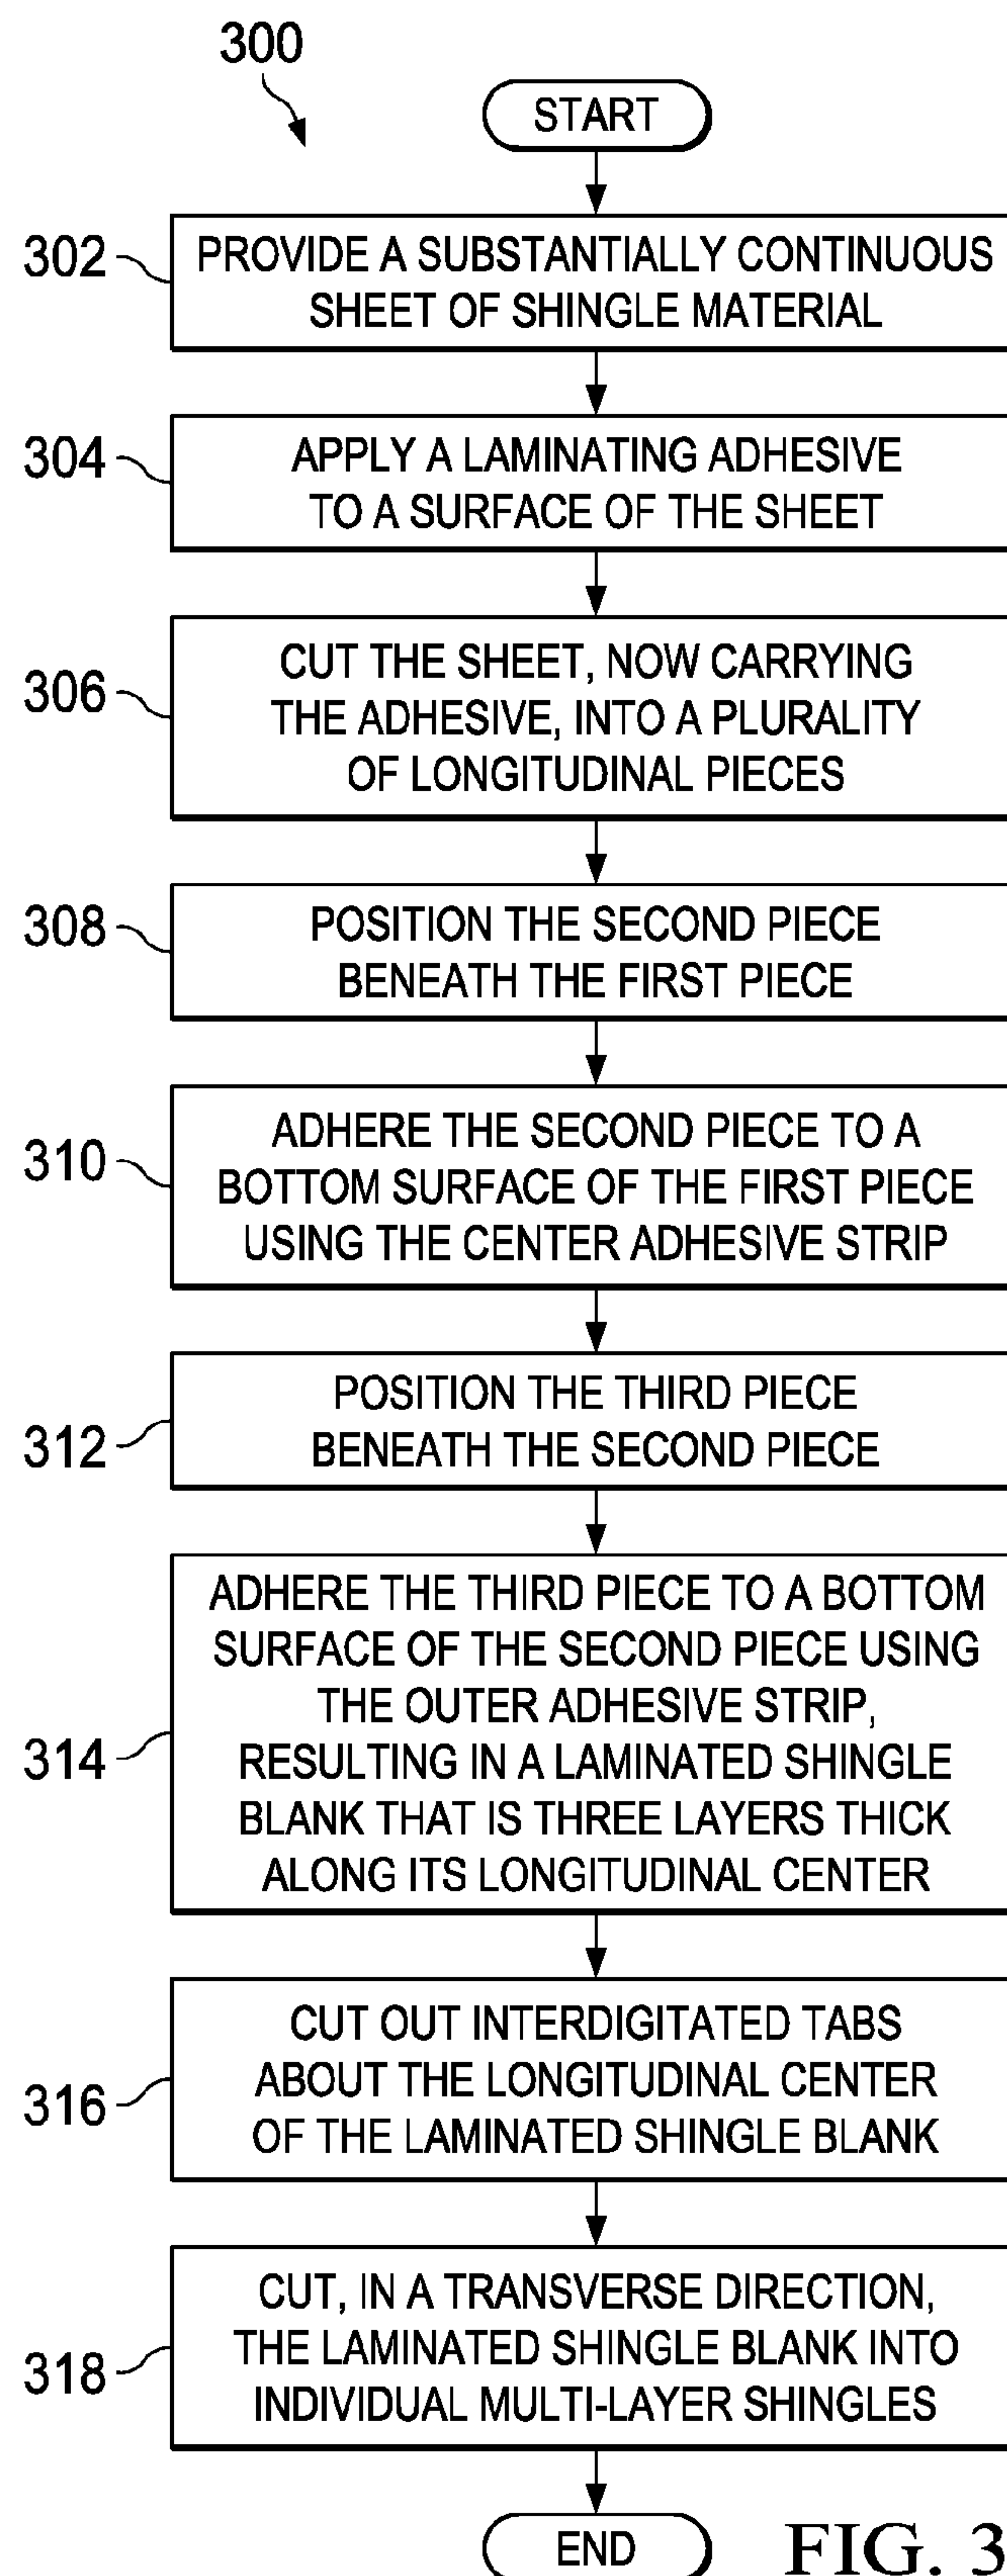 300
START
302
PROVIDE A SUBSTANTIALLY CONTINUOUS
SHEET OF SHINGLE MATERIAL
304
APPLY A LAMINATING ADHESIVE
TO A SURFACE OF THE SHEET
306
CUT THE SHEET, NOW CARRYING
THE ADHESIVE, INTO A PLURALITY
OF LONGITUDINAL PIECES
308
POSITION THE SECOND PIECE
BENEATH THE FIRST PIECE
310
ADHERE THE SECOND PIECE TO A
BOTTOM SURFACE OF THE FIRST PIECE
USING THE CENTER ADHESIVE STRIP
312
POSITION THE THIRD PIECE
BENEATH THE SECOND PIECE
314
ADHERE THE THIRD PIECE TO A BOTTOM
SURFACE OF THE SECOND PIECE USING
THE OUTER ADHESIVE STRIP,
RESULTING IN A LAMINATED SHINGLE
BLANK THAT IS THREE LAYERS THICK
ALONG ITS LONGITUDINAL CENTER
316
CUT OUT INTERDIGITATED TABS
ABOUT THE LONGITUDINAL CENTER
OF THE LAMINATED SHINGLE BLANK
318
CUT, IN A TRANSVERSE DIRECTION,
THE LAMINATED SHINGLE BLANK INTO
INDIVIDUAL MULTI-LAYER SHINGLES
END
FIG. 3